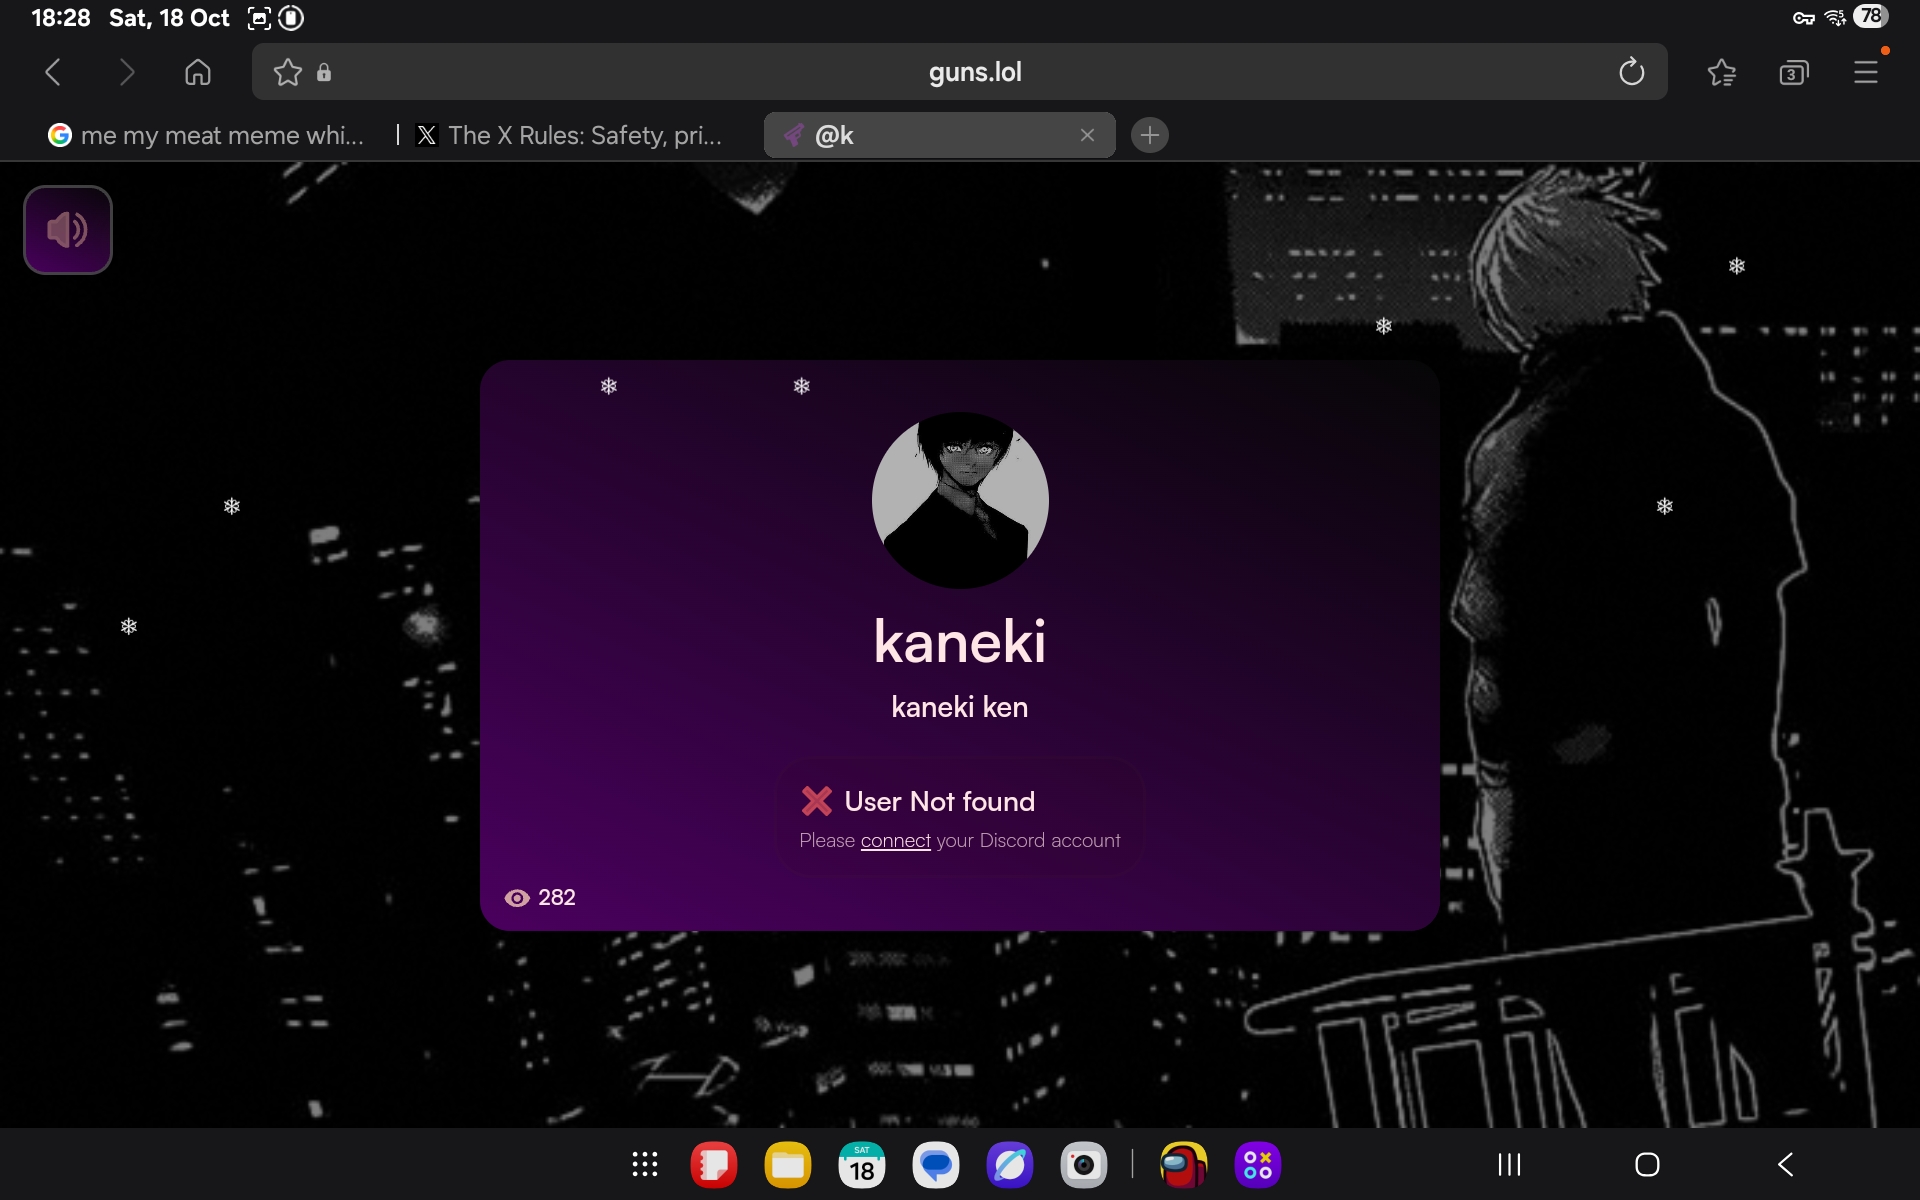 18:28 Sat, 18 Oct
78
guns.lol
3
me my meat meme whi...
The X Rules: Safety, pri...
@k
kaneki
kaneki ken
User Not found
Please connect your Discord account
282
SAT
18